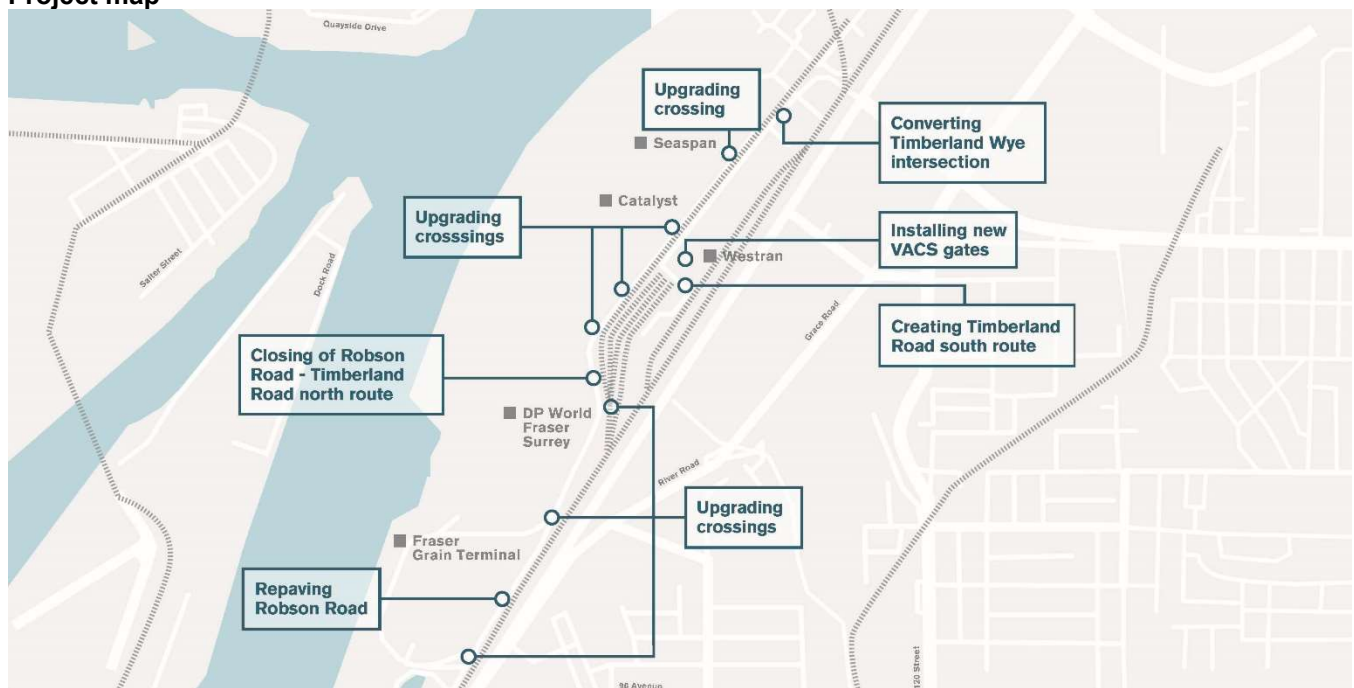 Project map
Quayside Drive
Upgrading
crossing
Seaspan
Converting
Timberland Wye
intersection
Salter Street
Dock Road
Catalyst
Upgrading
crosssings
Installing new
VACS gates
Westran
Grace Road
Creating Timberland
Road south route
Closing of Robson
Road - Timberland
Road north route
DP World
Fraser
Surrey
River Road
Upgrading
crossings
Fraser
Grain Terminal
Repaving
Robson Road
120 Street
96 Avenue